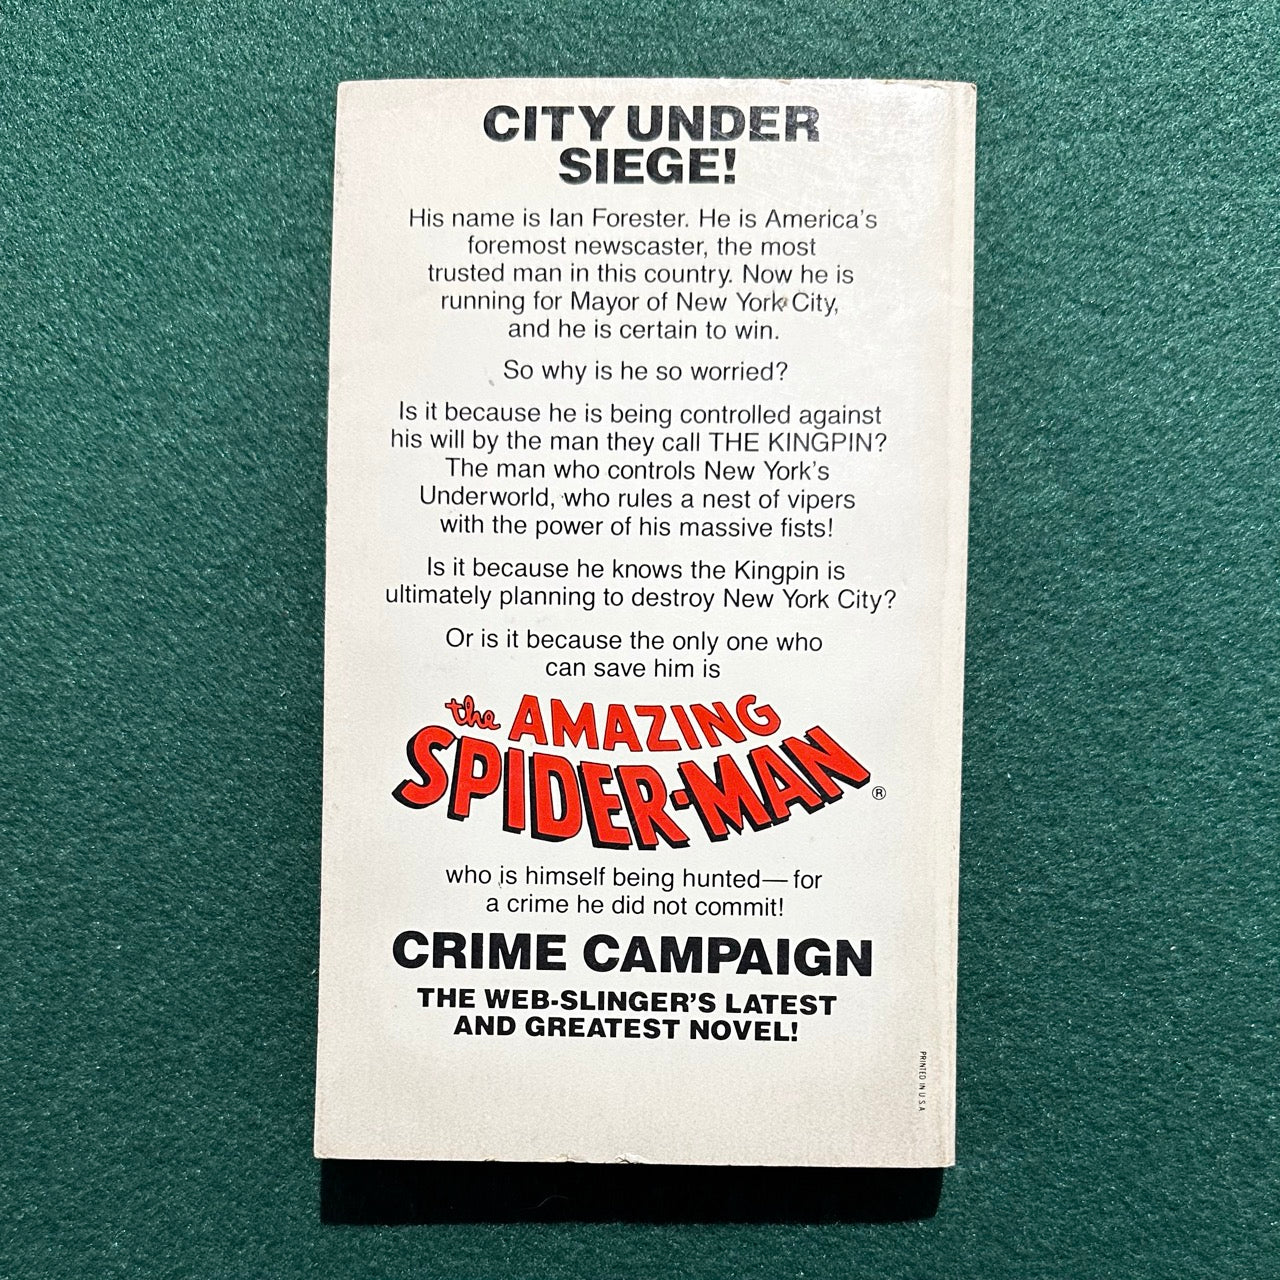 CITY UNDER
SIEGE!
His name is Ian Forester. He is America's
foremost newscaster, the most
trusted man in this country. Now he is
running for Mayor of New York City,
and he is certain to win.
So why is he so worried?
Is it because he is being controlled against
his will by the man they call THE KINGPIN?
The man who controls New York's
Underworld, who rules a nest of vipers
with the power of his massive fists!
Is it because he knows the Kingpin is
ultimately planning to destroy New York City?
Or is it because the only one who
can save him is
the AMAZING
SPIDER-MAN®
who is himself being hunted—for
a crime he did not commit!
CRIME CAMPAIGN
THE WEB-SLINGER'S LATEST
AND GREATEST NOVEL!
PRINTED IN U.S.A.